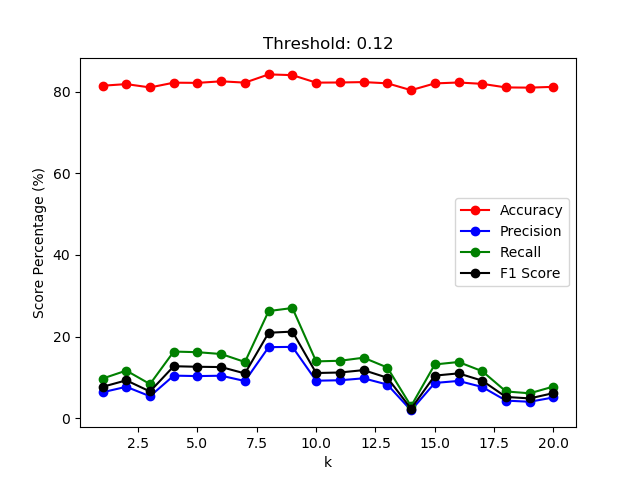 Threshold: 0.12
Score Percentage (%)
80
60
40
20
0
Accuracy
Precision
Recall
F1 Score
2.5 5.0 7.5 10.0 12.5 15.0 17.5 20.0
k